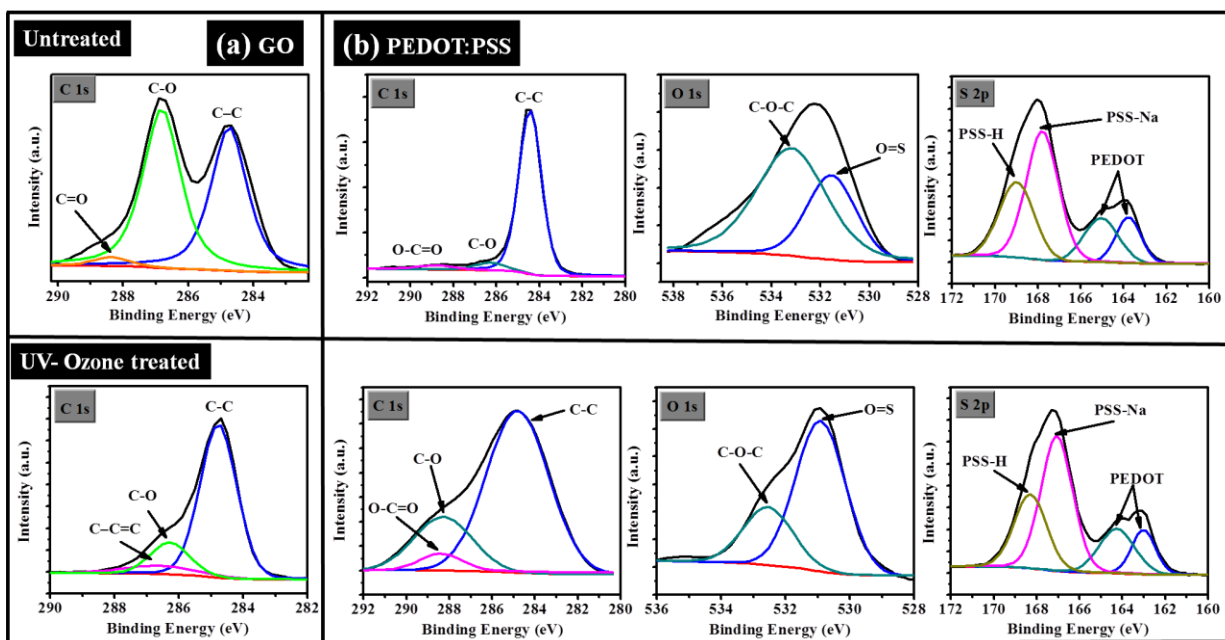 Untreated
(a) GO
(b) PEDOT:PSS
C 1s
C-O
C–C
C=O
Intensity (a.u.)
290 288 286 284
Binding Energy (eV)
C 1s
C-C
O-C=O
C-O
Intensity (a.u.)
292 290 288 286 284 282 280
Binding Energy (eV)
O 1s
C-O-C
O=S
Intensity (a.u.)
538 536 534 532 530 528
Binding Eenergy (eV)
S 2p
PSS-H
PSS-Na
PEDOT
Intensity (a.u.)
172 170 168 166 164 162 160
Binding Energy (eV)
UV- Ozone treated
C 1s
C-C
C-O
C–C=C
Intensity (a.u.)
290 288 286 284 282
Binding Energy (eV)
C 1s
C-C
C-O
O-C=O
Intensity (a.u.)
292 290 288 286 284 282 280
Binding Energy (eV)
O 1s
O=S
C-O-C
Intensity (a.u.)
536 534 532 530 528
Binding Energy (eV)
S 2p
PSS-Na
PSS-H
PEDOT
Intensity (a.u.)
172 170 168 166 164 162 160
Binding Energy (eV)